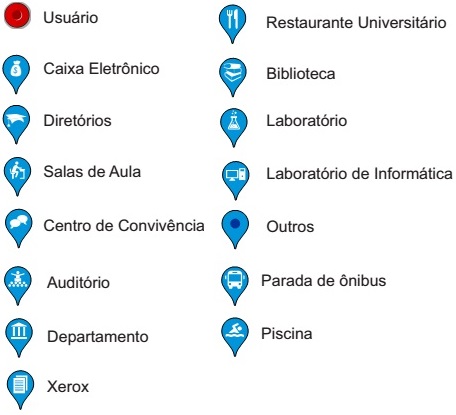 Usuário
Caixa Eletrônico
Diretórios
Salas de Aula
Centro de Convivência
Auditório
Departamento
Xerox
Restaurante Universitário
Biblioteca
Laboratório
Laboratório de Informática
Outros
Parada de ônibus
Piscina